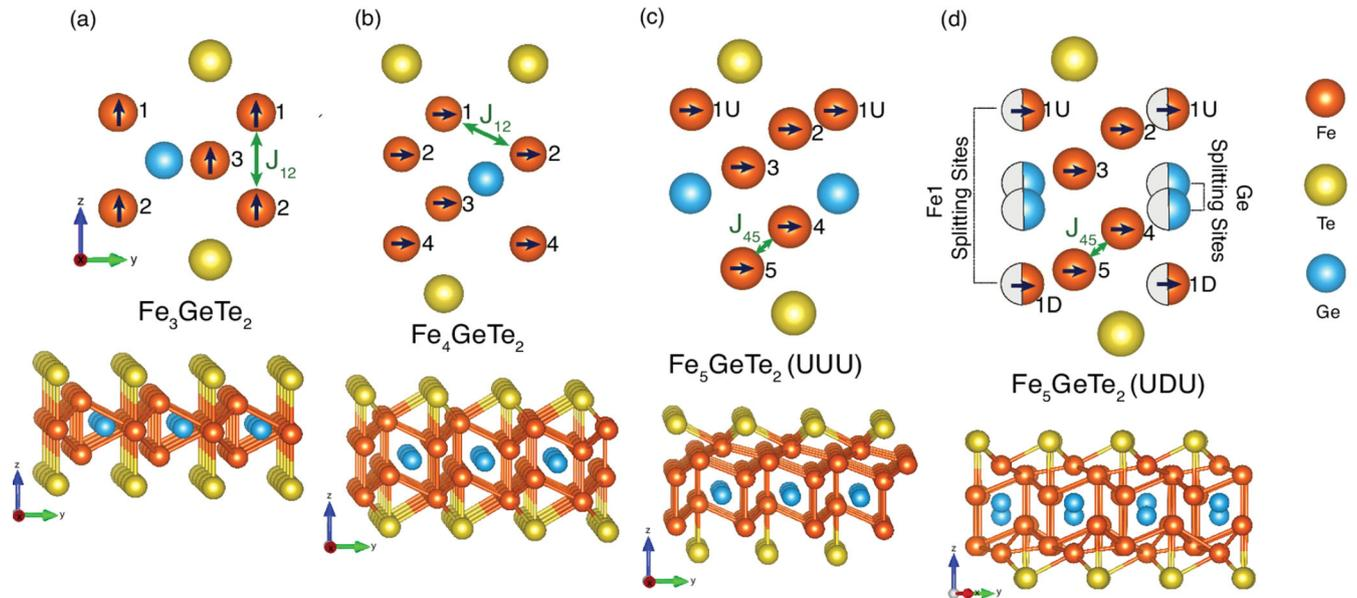 (a)
1
1
3
J12
2
2
z
x
y
Fe3GeTe2
z
y
(b)
1
J12
2
2
3
4
4
Fe4GeTe2
z
y
(c)
1U
1U
2
3
4
J45
5
Fe5GeTe2 (UUU)
z
y
(d)
1U
1U
2
3
Fe1
Splitting Sites
Ge
Splitting Sites
J45
4
5
1D
1D
Fe5GeTe2 (UDU)
z
x
y
Fe
Te
Ge